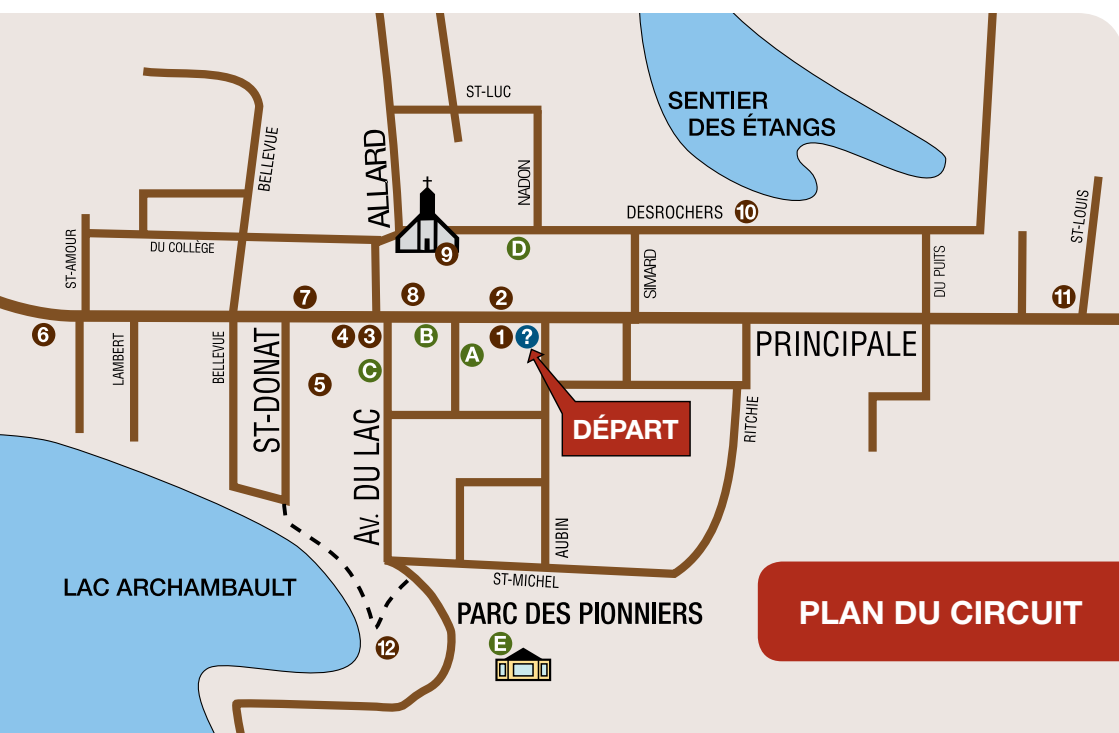 ST-LUC
SENTIER
DES ÉTANGS
BELLEVUE
ALLARD
NADON
DESROCHERS 10
ST-LOUIS
ST-AMOUR
DU COLLÈGE
9
D
SIMARD
DU PUITS
7
8
2
11
6
4
3
B
1
?
A
C
5
LAMBERT
BELLEVUE
ST-DONAT
PRINCIPALE
DÉPART
RITCHIE
AV. DU LAC
AUBIN
ST-MICHEL
LAC ARCHAMBAULT
PARC DES PIONNIERS
E
12
PLAN DU CIRCUIT